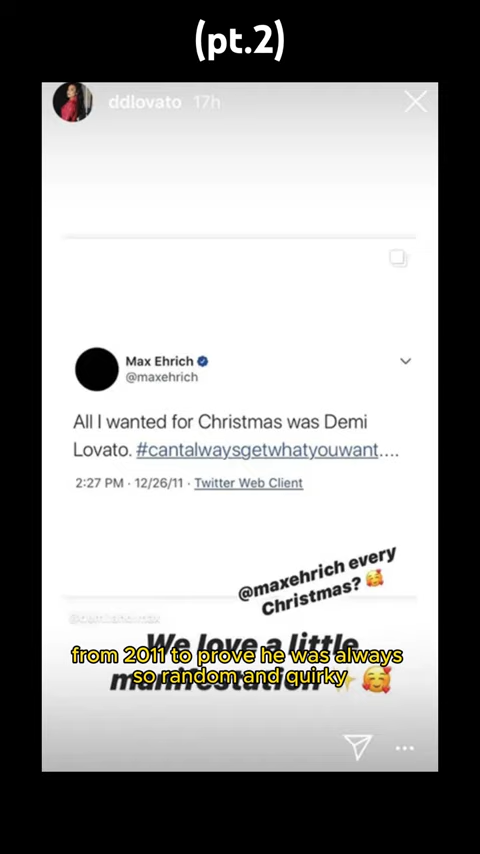 (pt.2)
ddlovato 17h
Max Ehrich
@maxehrich
All I wanted for Christmas was Demi
Lovato. #cantalwaysgetwhatyouwant....
2:27 PM · 12/26/11 · Twitter Web Client
@maxehrich every
Christmas? 🥰
We love a little
manifestation ✨ 🥰
from 2011 to prove he was always
so random and quirky